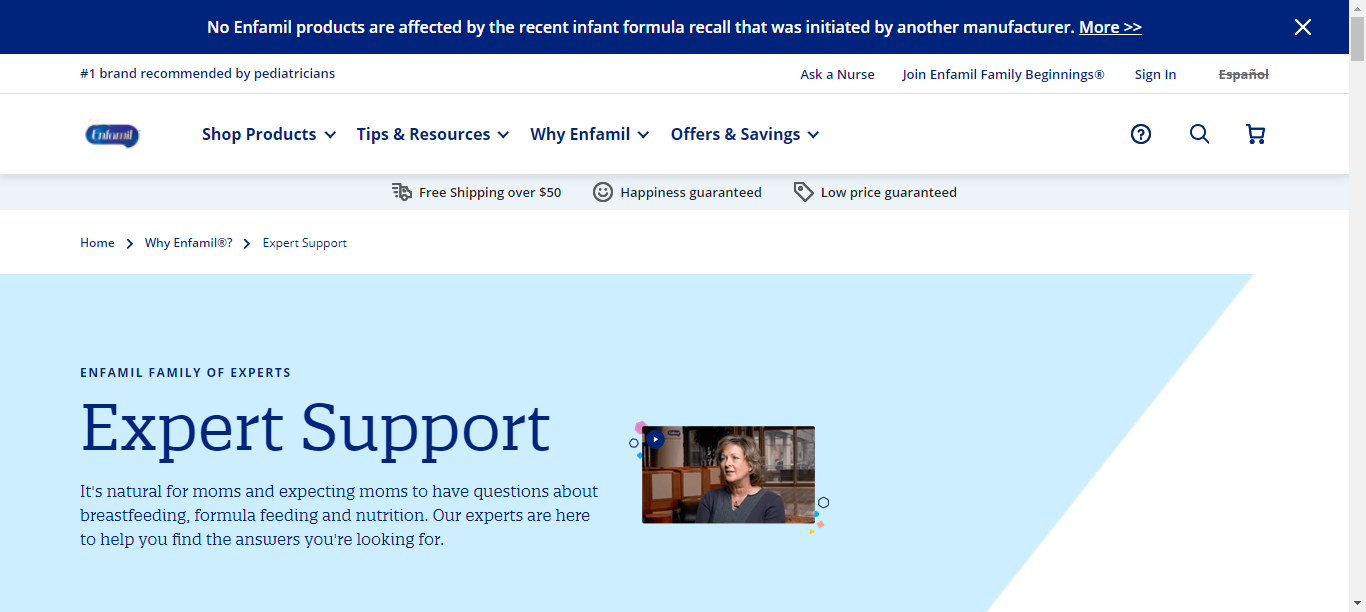 No Enfamil products are affected by the recent infant formula recall that was initiated by another manufacturer. More >>
#1 brand recommended by pediatricians
Ask a Nurse
Join Enfamil Family Beginnings®
Sign In
Español
Enfamil
Shop Products
Tips & Resources
Why Enfamil
Offers & Savings
Free Shipping over $50
Happiness guaranteed
Low price guaranteed
Home
Why Enfamil®?
Expert Support
ENFAMIL FAMILY OF EXPERTS
Expert Support
It's natural for moms and expecting moms to have questions about
breastfeeding, formula feeding and nutrition. Our experts are here
to help you find the answers you're looking for.